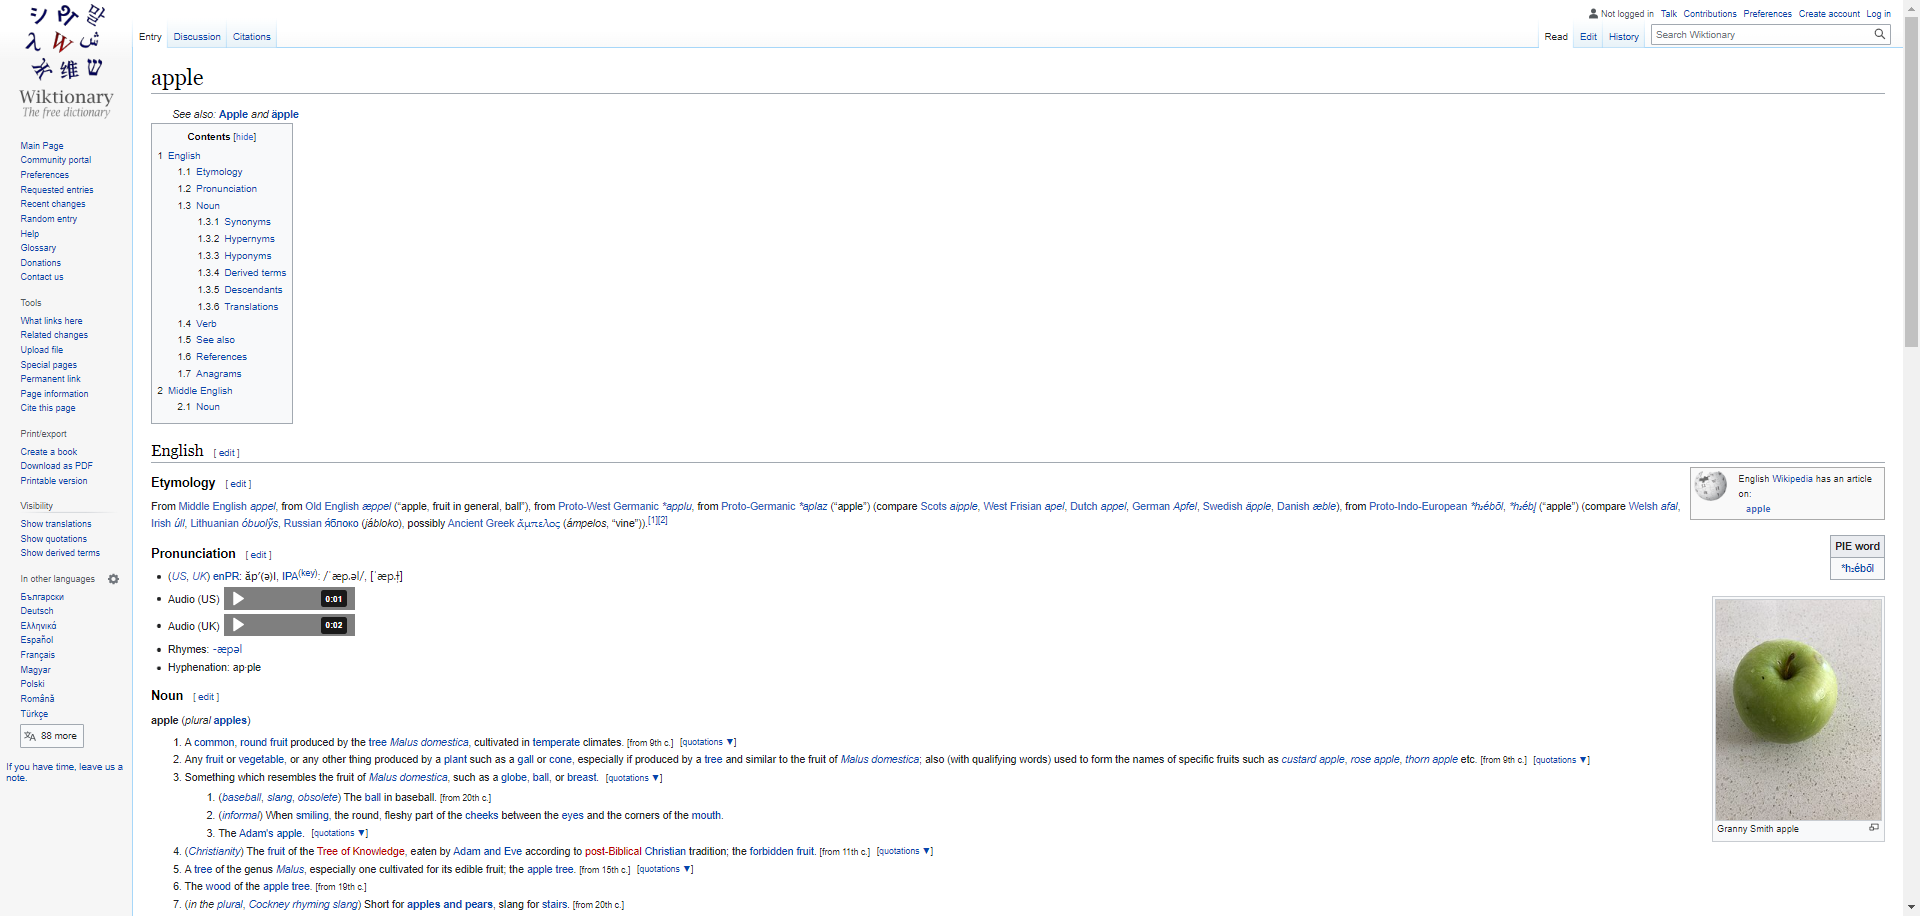 Wiktionary
The free dictionary
Main Page
Community portal
Preferences
Requested entries
Recent changes
Random entry
Help
Glossary
Donations
Contact us
Tools
What links here
Related changes
Upload file
Special pages
Permanent link
Page information
Cite this page
Print/export
Create a book
Download as PDF
Printable version
Visibility
Show translations
Show quotations
Show derived terms
In other languages
Български
Deutsch
Ελληνικά
Español
Français
Magyar
Polski
Română
Türkçe
88 more
If you have time, leave us a
note.
Not logged in Talk Contributions Preferences Create account Log in
Entry Discussion Citations Read Edit History Search Wiktionary
apple
See also: Apple and äpple
Contents [hide]
1 English
1.1 Etymology
1.2 Pronunciation
1.3 Noun
1.3.1 Synonyms
1.3.2 Hypernyms
1.3.3 Hyponyms
1.3.4 Derived terms
1.3.5 Descendants
1.3.6 Translations
1.4 Verb
1.5 See also
1.6 References
1.7 Anagrams
2 Middle English
2.1 Noun
English [ edit ]
Etymology [ edit ]
From Middle English appel, from Old English æppel (“apple, fruit in general, ball”), from Proto-West Germanic *applu, from Proto-Germanic *aplaz (“apple”) (compare Scots aipple, West Frisian apel, Dutch appel, German Apfel, Swedish äpple, Danish æble), from Proto-Indo-European *h₂ébōl, *h₂ébl̥ (“apple”) (compare Welsh afal,
Irish úll, Lithuanian óbuolỹs, Russian я́блоко (jábloko), possibly Ancient Greek ἄμπελος (ámpelos, “vine”)).[1][2]
English Wikipedia has an article
on:
apple
PIE word
*h₂ébōl
Pronunciation [ edit ]
(US, UK) enPR: ăp′(ə)l, IPA(key): /ˈæp.əl/, [ˈæp.ɫ̩]
Audio (US) 0:01
Audio (UK) 0:02
Rhymes: -æpəl
Hyphenation: ap‧ple
Granny Smith apple
Noun [ edit ]
apple (plural apples)
1. A common, round fruit produced by the tree Malus domestica, cultivated in temperate climates. [from 9th c.] [quotations ▼]
2. Any fruit or vegetable, or any other thing produced by a plant such as a gall or cone, especially if produced by a tree and similar to the fruit of Malus domestica; also (with qualifying words) used to form the names of specific fruits such as custard apple, rose apple, thorn apple etc. [from 9th c.] [quotations ▼]
3. Something which resembles the fruit of Malus domestica, such as a globe, ball, or breast. [quotations ▼]
1. (baseball, slang, obsolete) The ball in baseball. [from 20th c.]
2. (informal) When smiling, the round, fleshy part of the cheeks between the eyes and the corners of the mouth.
3. The Adam's apple. [quotations ▼]
4. (Christianity) The fruit of the Tree of Knowledge, eaten by Adam and Eve according to post-Biblical Christian tradition; the forbidden fruit. [from 11th c.] [quotations ▼]
5. A tree of the genus Malus, especially one cultivated for its edible fruit; the apple tree. [from 15th c.] [quotations ▼]
6. The wood of the apple tree. [from 19th c.]
7. (in the plural, Cockney rhyming slang) Short for apples and pears, slang for stairs. [from 20th c.]